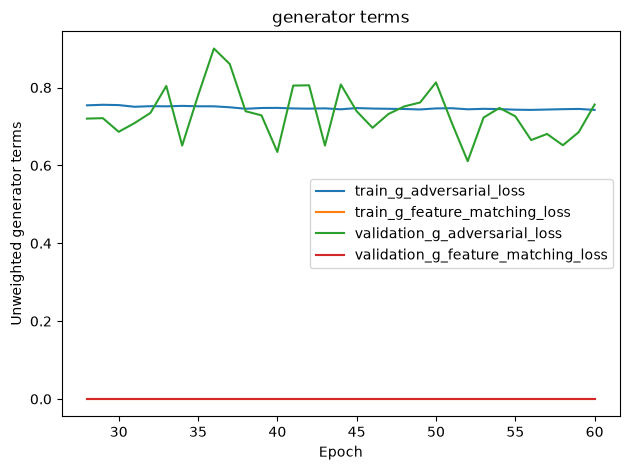 generator terms
Unweighted generator terms
0.8
0.6
0.4
0.2
0.0
train_g_adversarial_loss
train_g_feature_matching_loss
validation_g_adversarial_loss
validation_g_feature_matching_loss
30 35 40 45 50 55 60
Epoch